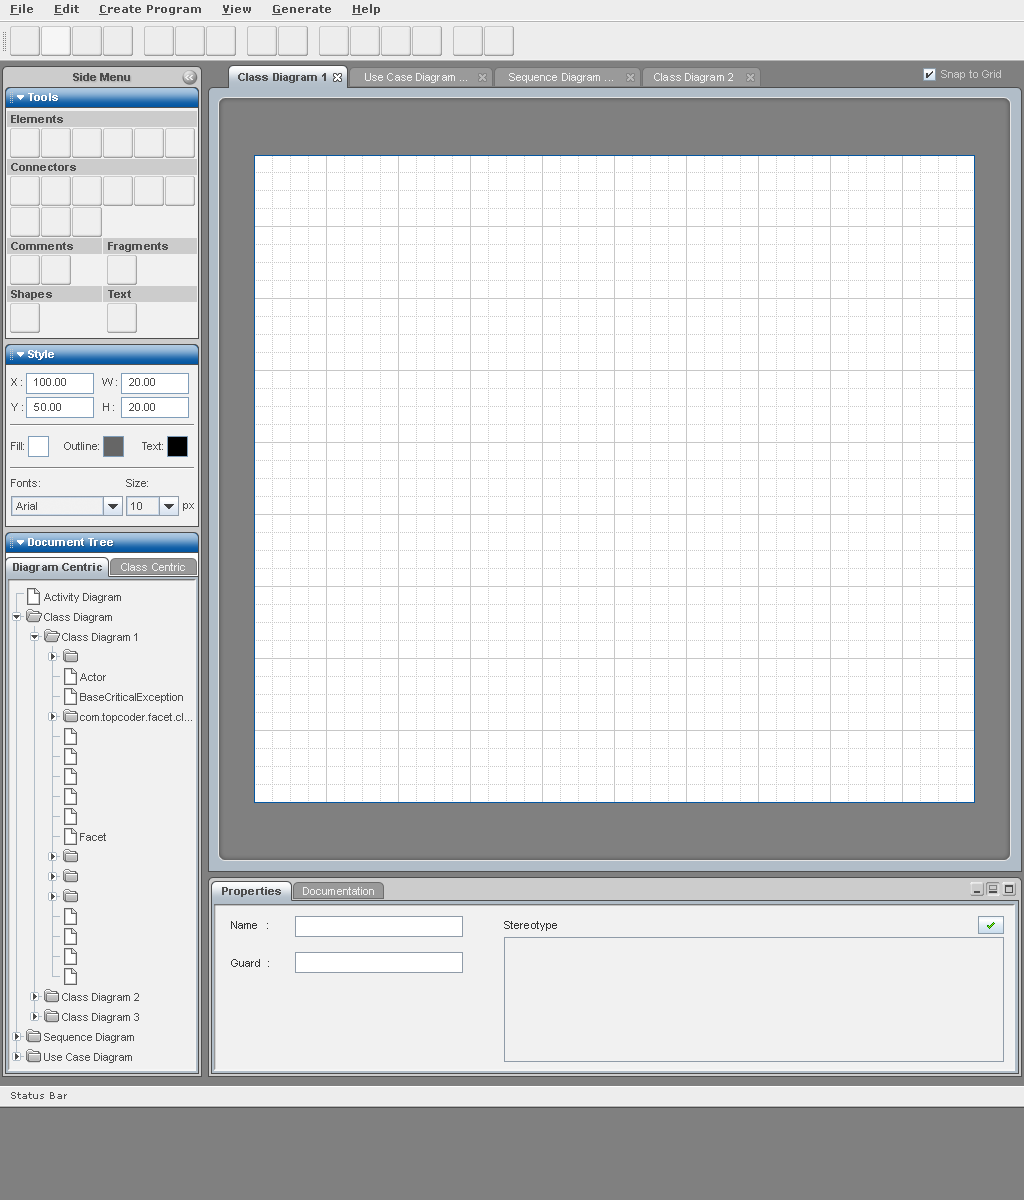 File Edit Create Program View Generate Help
Side Menu
Class Diagram 1
Use Case Diagram ...
Sequence Diagram ...
Class Diagram 2
Snap to Grid
Tools
Elements
Connectors
Comments Fragments
Shapes Text
Style
X : 100.00 W : 20.00
Y : 50.00 H : 20.00
Fill: Outline: Text:
Fonts: Size:
Arial 10 px
Document Tree
Diagram Centric Class Centric
Activity Diagram
Class Diagram
Class Diagram 1
Actor
BaseCriticalException
com.topcoder.facet.cl...
Facet
Class Diagram 2
Class Diagram 3
Sequence Diagram
Use Case Diagram
Properties Documentation
Name : Stereotype
Guard :
Status Bar